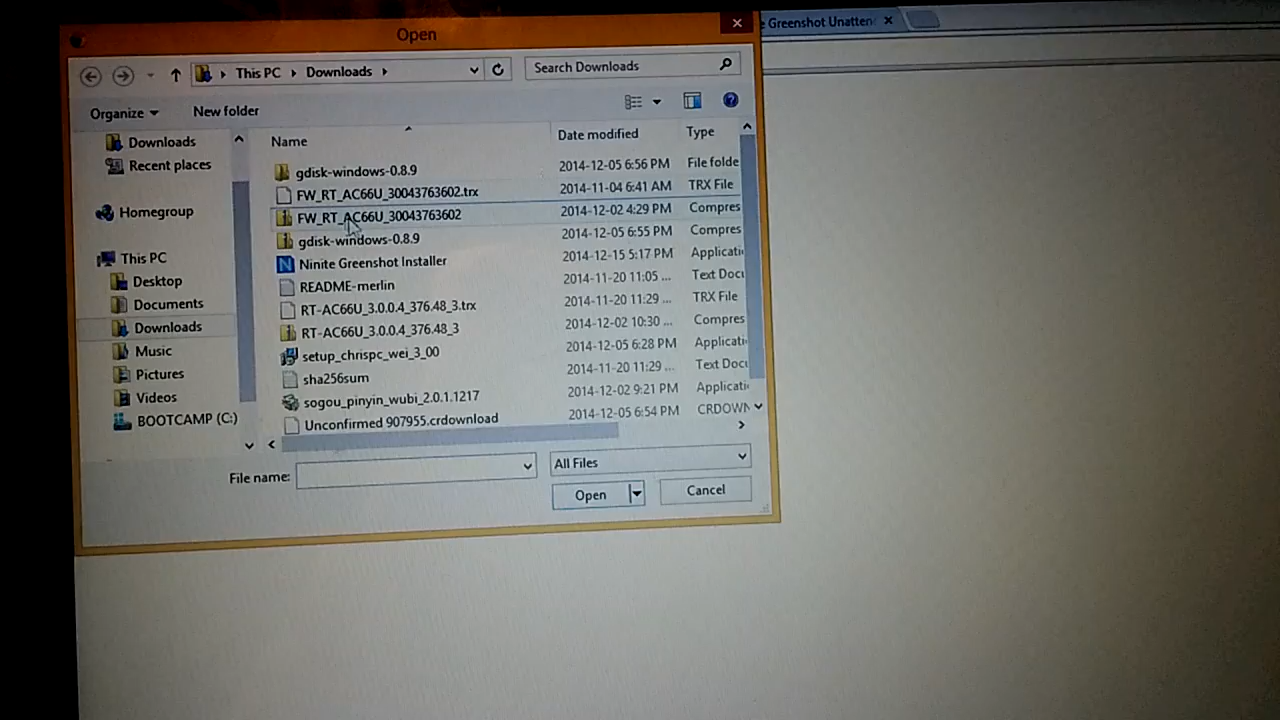 Open
e Greenshot Unatten
This PC Downloads
Search Downloads
Organize
New folder
Name Date modified Type
Downloads
Recent places
Homegroup
This PC
Desktop
Documents
Downloads
Music
Pictures
Videos
BOOTCAMP (C:)
gdisk-windows-0.8.9 2014-12-05 6:56 PM File folde
FW_RT_AC66U_30043763602.trx 2014-11-04 6:41 AM TRX File
FW_RT_AC66U_30043763602 2014-12-02 4:29 PM Compres
gdisk-windows-0.8.9 2014-12-05 6:55 PM Compres
Ninite Greenshot Installer 2014-12-15 5:17 PM Applicati
README-merlin 2014-11-20 11:05 ... Text Docu
RT-AC66U_3.0.0.4_376.48_3.trx 2014-11-20 11:29 ... TRX File
RT-AC66U_3.0.0.4_376.48_3 2014-12-02 10:30 ... Compres
setup_chrispc_wei_3_00 2014-12-05 6:28 PM Applicati
sha256sum 2014-11-20 11:29 ... Text Docu
sogou_pinyin_wubi_2.0.1.1217 2014-12-02 9:21 PM Applicati
Unconfirmed 907955.crdownload 2014-12-05 6:54 PM CRDOWN
File name:
All Files
Open
Cancel